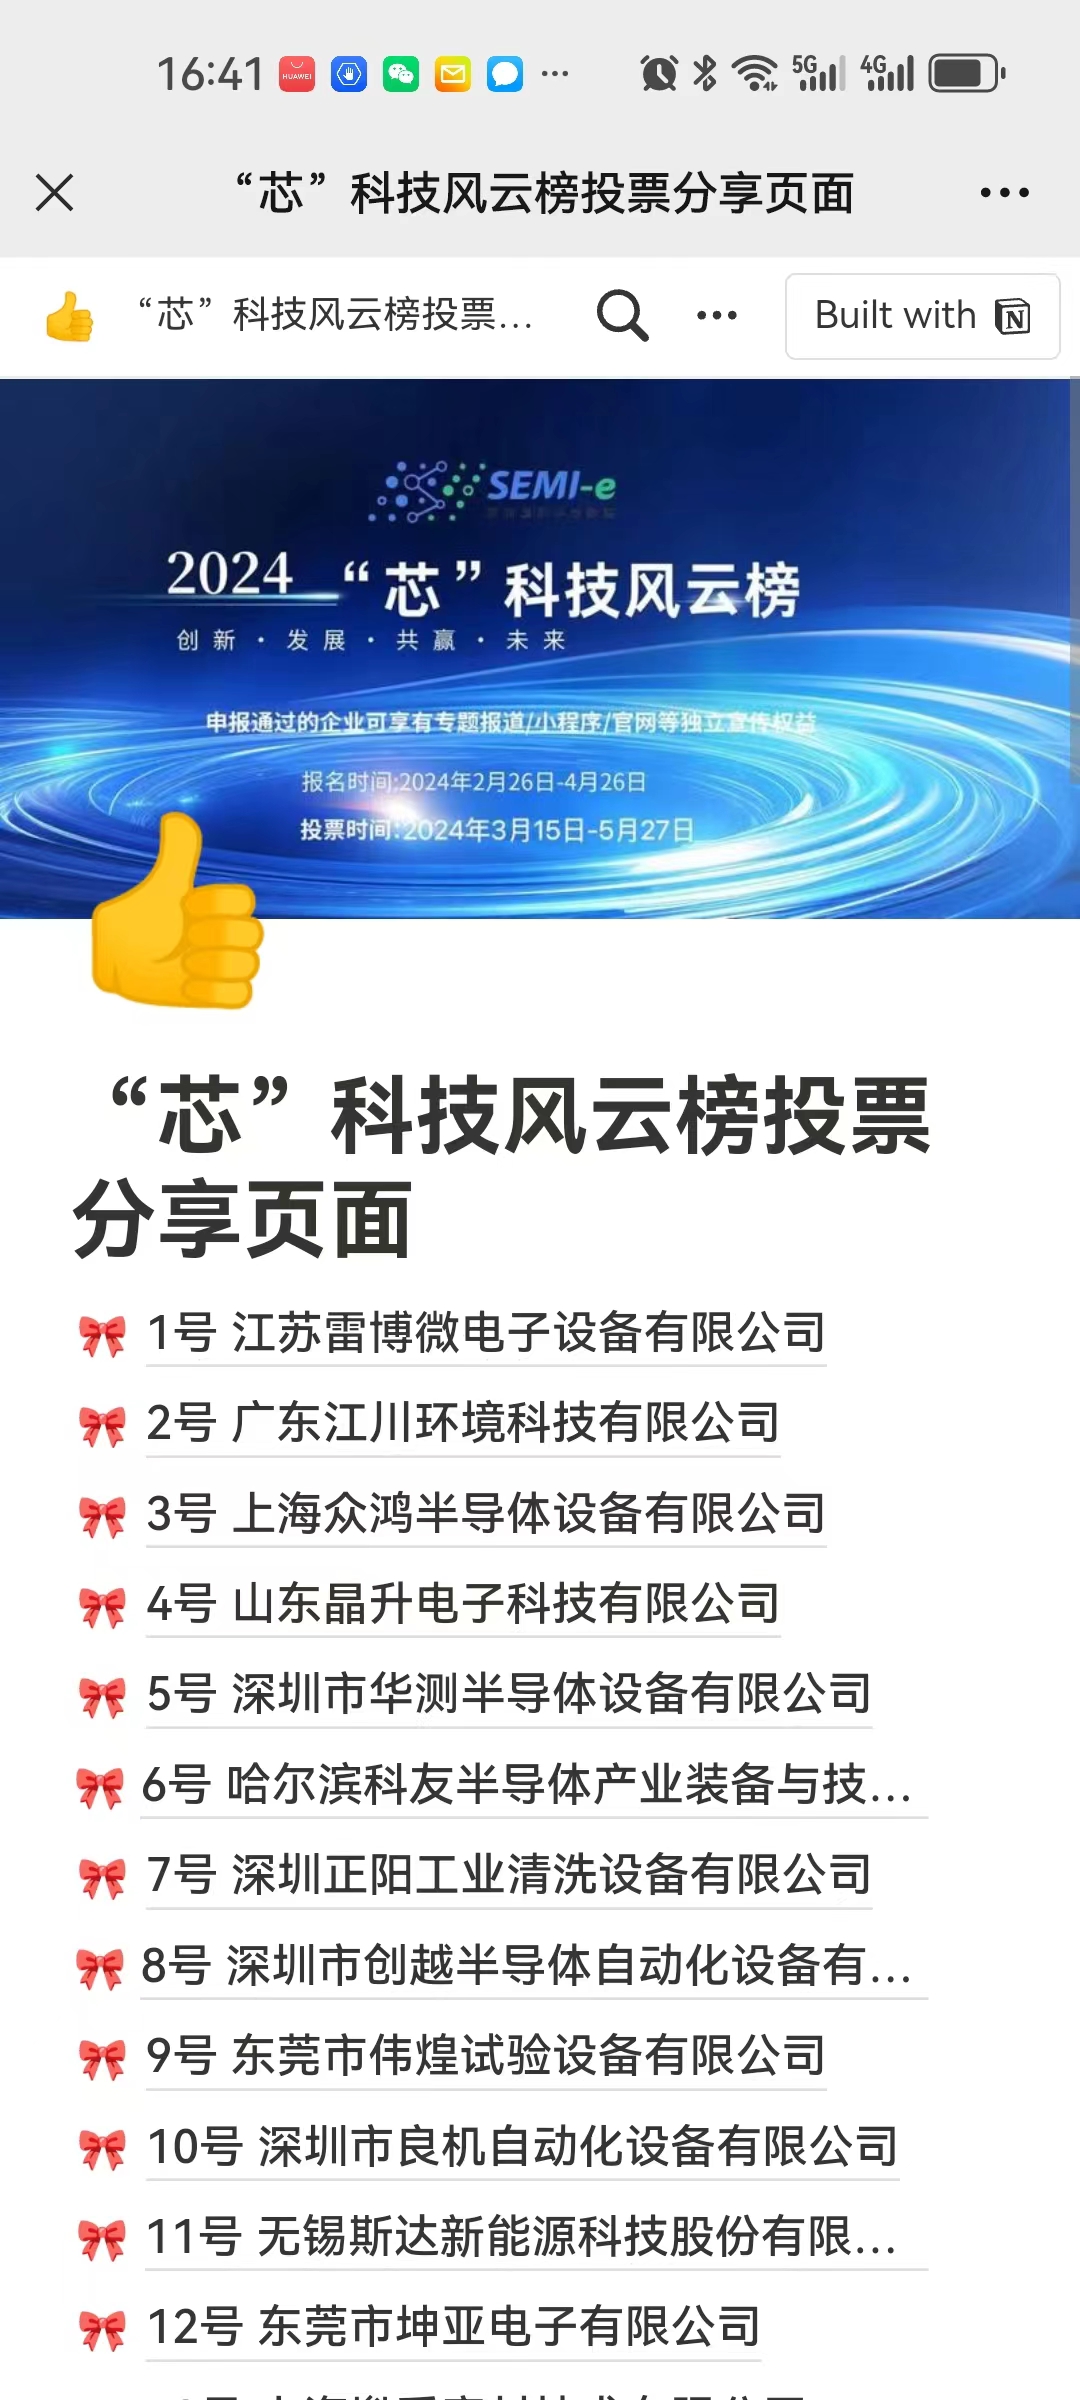 16:41
HUAWEI
5G
4G
“芯”科技风云榜投票分享页面
“芯”科技风云榜投票...
Built with N
SEMI-e
2024 “芯”科技风云榜
创新·发展·共赢·未来
申报通过的企业可享有专题报道/小程序/官网等独立宣传权益
报名时间:2024年2月26日-4月26日
投票时间:2024年3月15日-5月27日
“芯”科技风云榜投票
分享页面
1号 江苏雷博微电子设备有限公司
2号 广东江川环境科技有限公司
3号 上海众鸿半导体设备有限公司
4号 山东晶升电子科技有限公司
5号 深圳市华测半导体设备有限公司
6号 哈尔滨科友半导体产业装备与技...
7号 深圳正阳工业清洗设备有限公司
8号 深圳市创越半导体自动化设备有...
9号 东莞市伟煌试验设备有限公司
10号 深圳市良机自动化设备有限公司
11号 无锡斯达新能源科技股份有限...
12号 东莞市坤亚电子有限公司